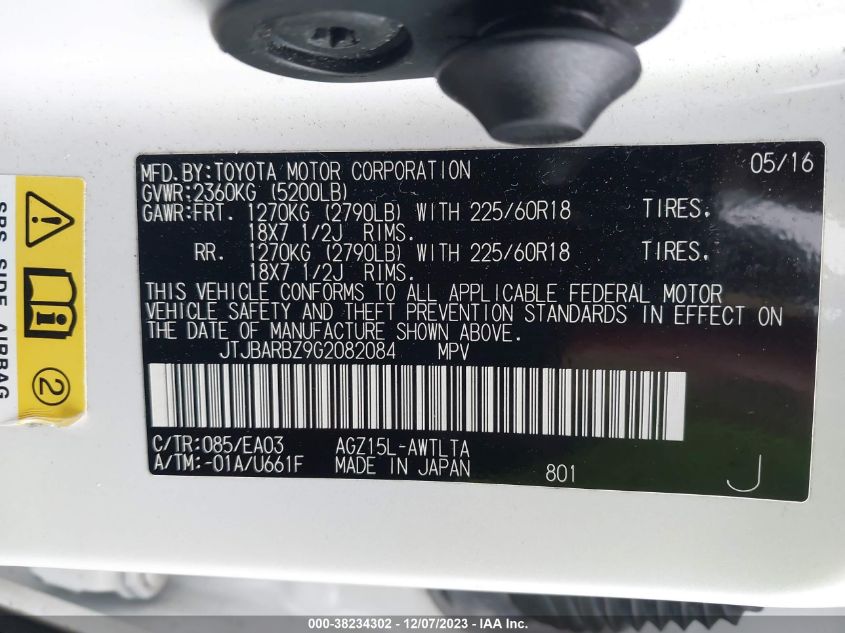 MFD.BY:TOYOTA MOTOR CORPORATION 05/16
GVWR:2360KG (5200LB)
GAWR:FRT. 1270KG (2790LB) WITH 225/60R18 TIRES.
18X7 1/2J RIMS.
RR. 1270KG (2790LB) WITH 225/60R18 TIRES.
18X7 1/2J RIMS.
THIS VEHICLE CONFORMS TO ALL APPLICABLE FEDERAL MOTOR
VEHICLE SAFETY AND THEFT PREVENTION STANDARDS IN EFFECT ON
THE DATE OF MANUFACTURE SHOWN ABOVE.
JTJBARBZ9G2082084 MPV
C/TR:085/EA03 AGZ15L-AWTLTA
A/TM:-01A/U661F MADE IN JAPAN 801 J
SRS SIDE AIRBAG
2
000-38234302 - 12/07/2023 - IAA Inc.